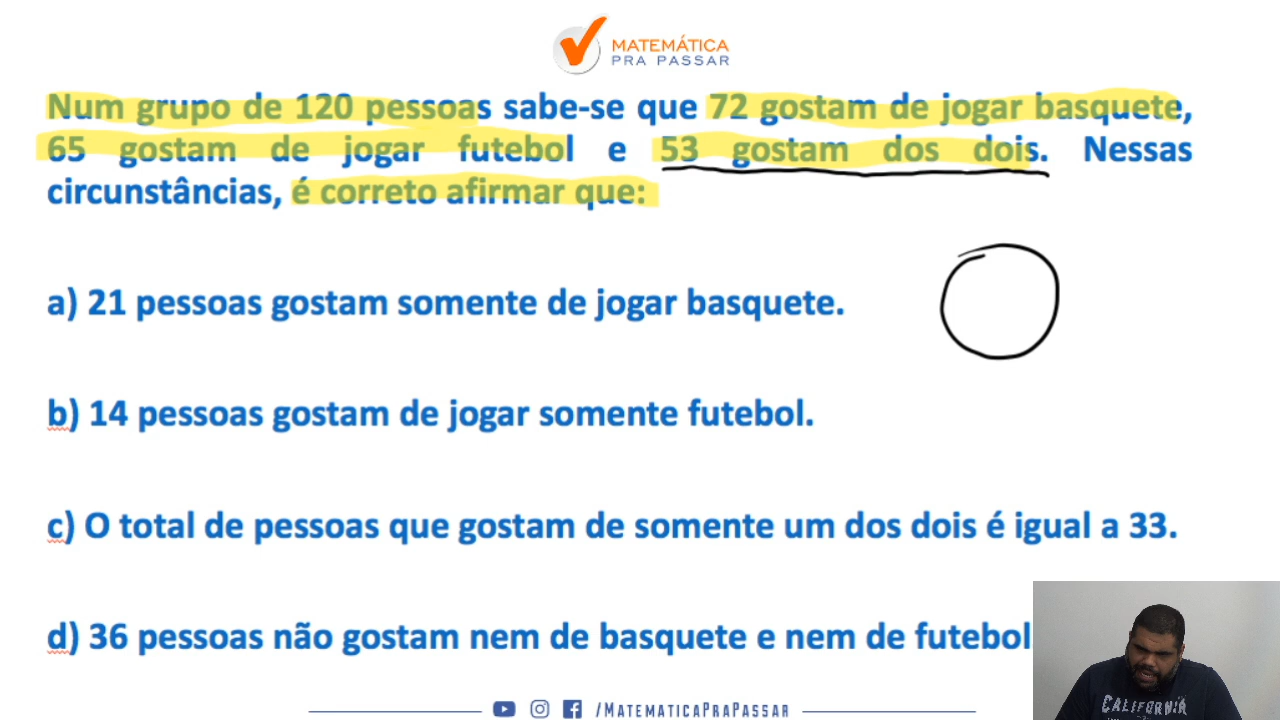 MATEMÁTICA
PRA PASSAR
Num grupo de 120 pessoas sabe-se que 72 gostam de jogar basquete,
65 gostam de jogar futebol e 53 gostam dos dois. Nessas
circunstâncias, é correto afirmar que:
a) 21 pessoas gostam somente de jogar basquete.
b) 14 pessoas gostam de jogar somente futebol.
c) O total de pessoas que gostam de somente um dos dois é igual a 33.
d) 36 pessoas não gostam nem de basquete e nem de futebol
/MATEMATICAPRAPASSAR
CALIFORNIA